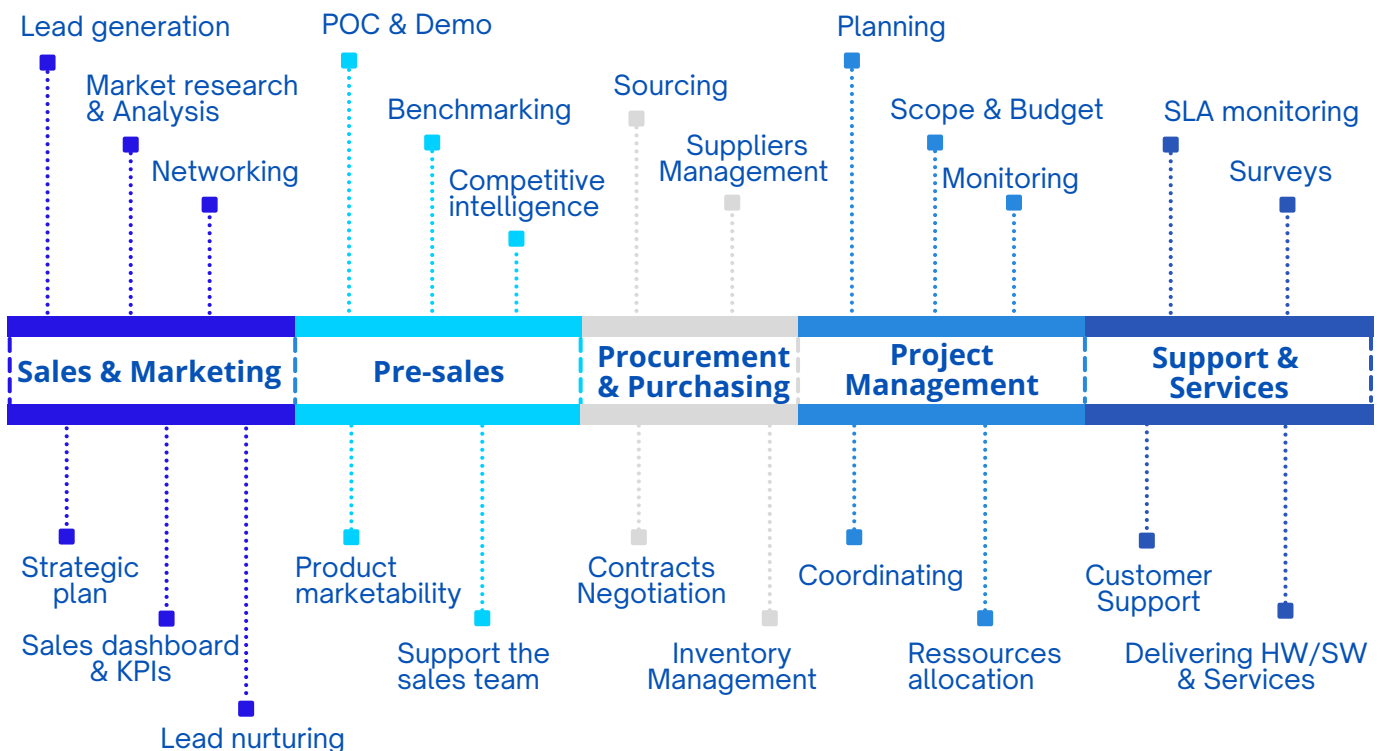 Lead generation
Market research
& Analysis
Networking
POC & Demo
Benchmarking
Competitive
intelligence
Sourcing
Suppliers
Management
Planning
Scope & Budget
Monitoring
SLA monitoring
Surveys
Sales & Marketing
Pre-sales
Procurement
& Purchasing
Project
Management
Support &
Services
Strategic
plan
Sales dashboard
& KPIs
Lead nurturing
Product
marketability
Support the
sales team
Contracts
Negotiation
Inventory
Management
Coordinating
Ressources
allocation
Customer
Support
Delivering HW/SW
& Services